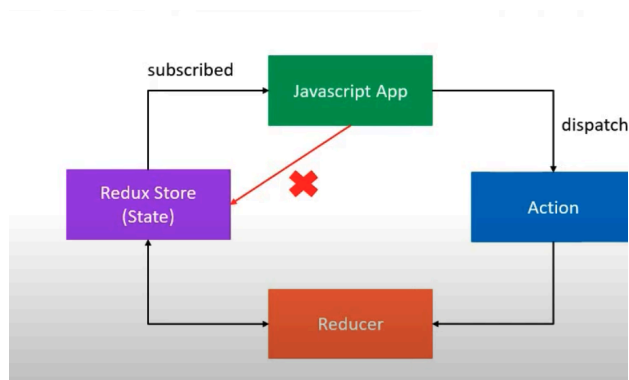 subscribed
Javascript App
dispatch
Redux Store
(State)
Action
Reducer